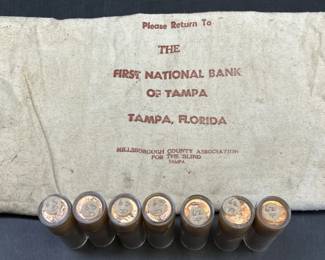 Please Return To
THE
FIRST NATIONAL BANK
OF TAMPA
TAMPA, FLORIDA
HILLSBOROUGH COUNTY ASSOCIATION
FOR THE BLIND
TAMPA